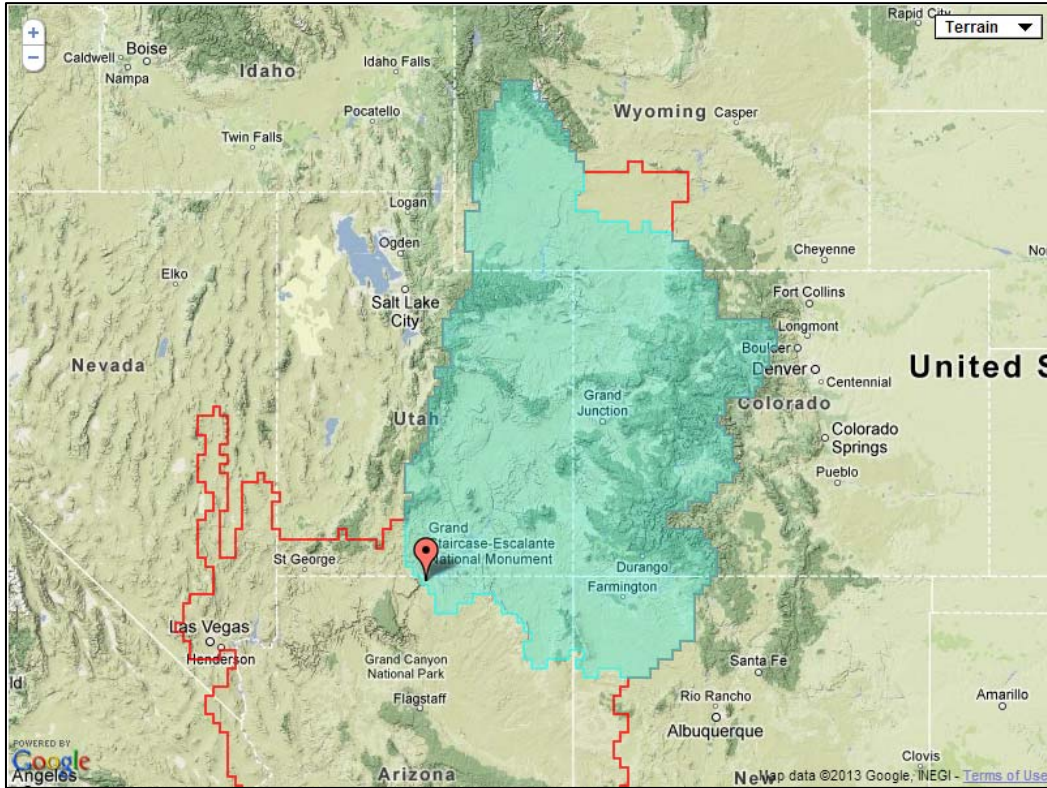 +
−
Rapid City
Terrain
Boise
Caldwell
Nampa
Idaho
Idaho Falls
Pocatello
Twin Falls
Wyoming
Casper
Logan
Ogden
Elko
Salt Lake
City
Cheyenne
Fort Collins
Longmont
Boulder
Denver
Centennial
United S
Nevada
Utah
Grand
Junction
Colorado
Colorado
Springs
Pueblo
Grand
Staircase-Escalante
National Monument
St George
Durango
Farmington
Las Vegas
Henderson
Grand Canyon
National Park
Flagstaff
Santa Fe
Rio Rancho
Albuquerque
Amarillo
Clovis
POWERED BY
Google
Angeles
Arizona
New
Map data ©2013 Google, INEGI - Terms of Use